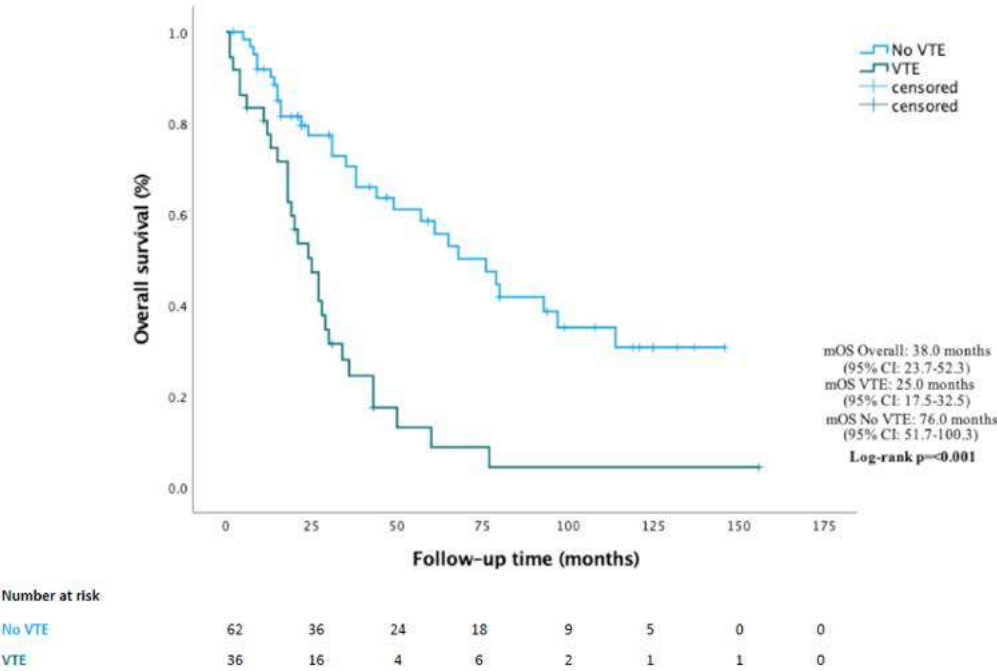 1.0
0.8
0.6
0.4
0.2
0.0
Overall survival (%)
No VTE
VTE
censored
censored
mOS Overall: 38.0 months
(95% CI: 23.7-52.3)
mOS VTE: 25.0 months
(95% CI: 17.5-32.5)
mOS No VTE: 76.0 months
(95% CI: 51.7-100.3)
Log-rank p=<0.001
0 25 50 75 100 125 150 175
Follow-up time (months)
Number at risk
No VTE 62 36 24 18 9 5 0 0
VTE 36 16 4 6 2 1 1 0